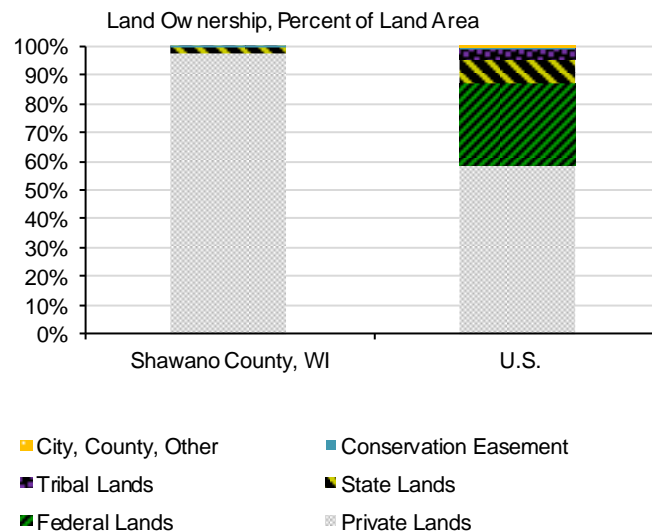 Land Ownership, Percent of Land Area
100%
90%
80%
70%
60%
50%
40%
30%
20%
10%
0%
Shawano County, WI U.S.
City, County, Other Conservation Easement
Tribal Lands State Lands
Federal Lands Private Lands